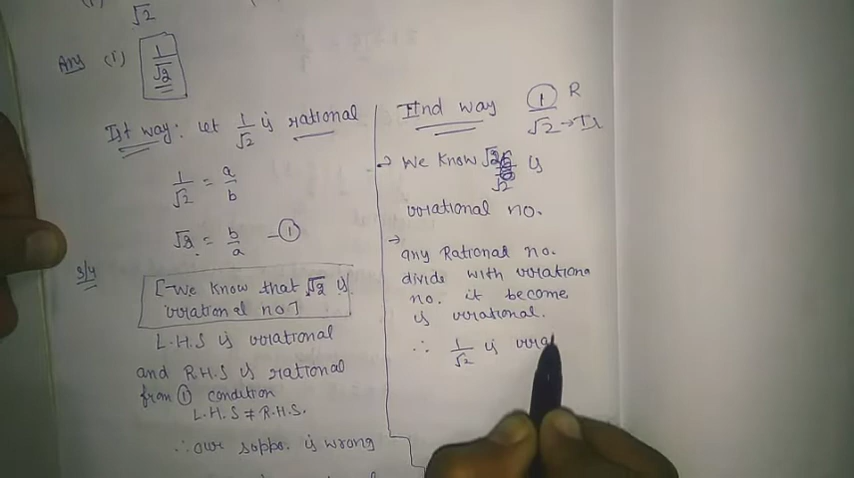 √2
Ans (i) 1/√2
Ist way: Let 1/√2 is rational
1/√2 = a/b
√2 = b/a — ①
[-We know that √2 is
irrational no]
L.H.S is irrational
and R.H.S is rational
from ① condition
L.H.S ≠ R.H.S.
∴ our suppo. is wrong
IInd way ① R
√2 → Ir
→ We know √2 is
√2
irrational no.
→
any Rational no.
divide with irrationa
no. it become
is irrational.
∴ 1/√2 is irra